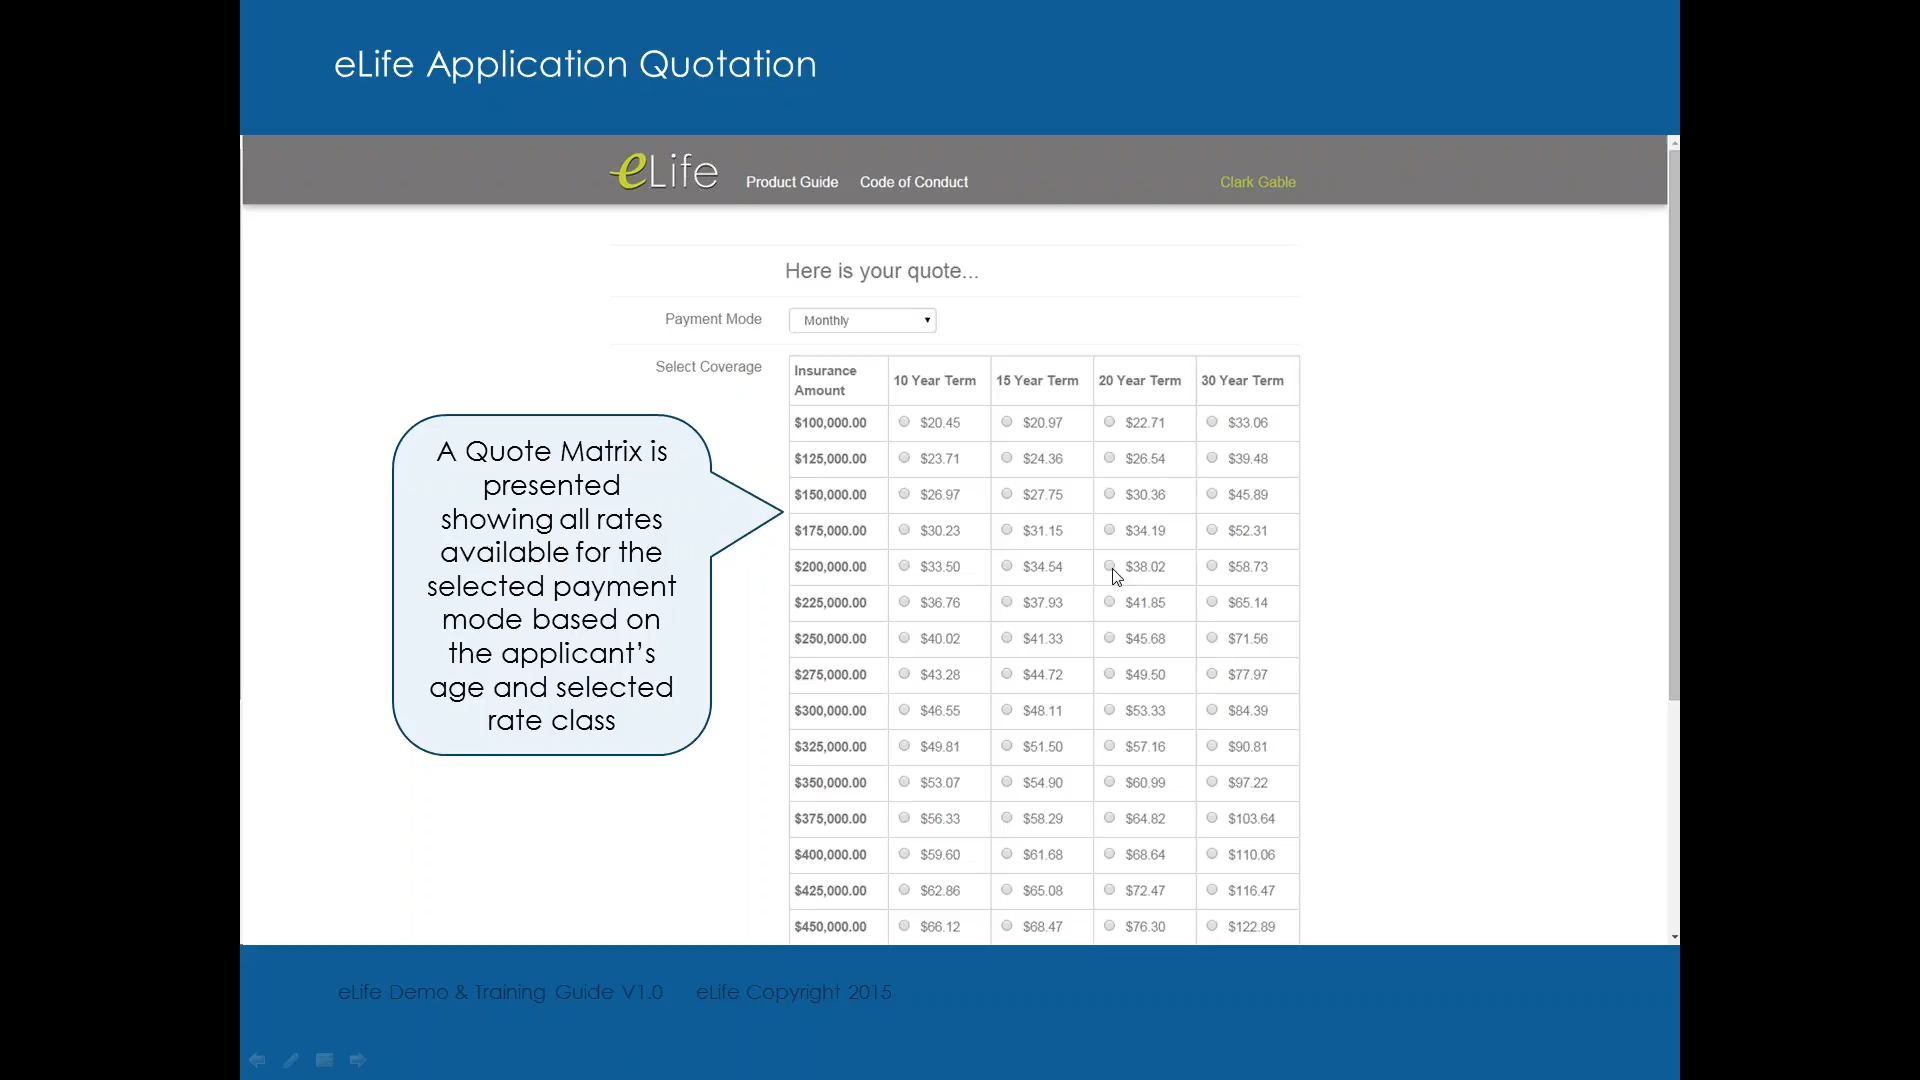 eLife Application Quotation
eLife Product Guide Code of Conduct Clark Gable
Here is your quote...
Payment Mode Monthly
Select Coverage
Insurance Amount 10 Year Term 15 Year Term 20 Year Term 30 Year Term
$100,000.00 $20.45 $20.97 $22.71 $33.06
$125,000.00 $23.71 $24.36 $26.54 $39.48
$150,000.00 $26.97 $27.75 $30.36 $45.89
$175,000.00 $30.23 $31.15 $34.19 $52.31
$200,000.00 $33.50 $34.54 $38.02 $58.73
$225,000.00 $36.76 $37.93 $41.85 $65.14
$250,000.00 $40.02 $41.33 $45.68 $71.56
$275,000.00 $43.28 $44.72 $49.50 $77.97
$300,000.00 $46.55 $48.11 $53.33 $84.39
$325,000.00 $49.81 $51.50 $57.16 $90.81
$350,000.00 $53.07 $54.90 $60.99 $97.22
$375,000.00 $56.33 $58.29 $64.82 $103.64
$400,000.00 $59.60 $61.68 $68.64 $110.06
$425,000.00 $62.86 $65.08 $72.47 $116.47
$450,000.00 $66.12 $68.47 $76.30 $122.89
A Quote Matrix is
presented
showing all rates
available for the
selected payment
mode based on
the applicant’s
age and selected
rate class
eLife Demo & Training Guide V1.0 eLife Copyright 2015